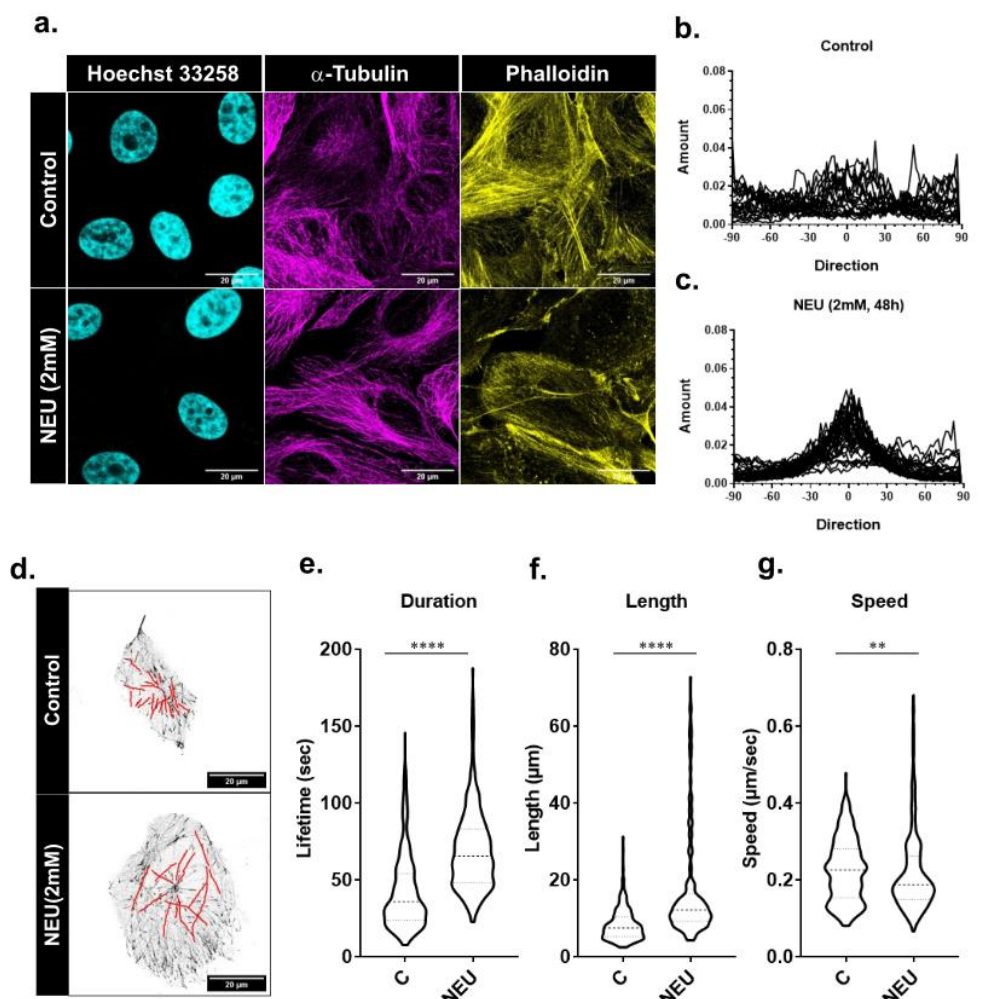 a.
Hoechst 33258 α-Tubulin Phalloidin
Control
20 µm 20 µm 20 µm
NEU (2mM)
20 µm 20 µm
b.
Control
0.08
0.06
0.04
0.02
0.00
Amount
-90 -60 -30 0 30 60 90
Direction
c.
NEU (2mM, 48h)
0.08
0.06
0.04
0.02
0.00
Amount
-90 -60 -30 0 30 60 90
Direction
d.
Control
20 µm
NEU(2mM)
20 µm
e.
Duration
****
200
150
100
50
0
Lifetime (sec)
C NEU
f.
Length
****
80
60
40
20
0
Length (µm)
C NEU
g.
Speed
**
0.8
0.6
0.4
0.2
0.0
Speed (µm/sec)
C NEU